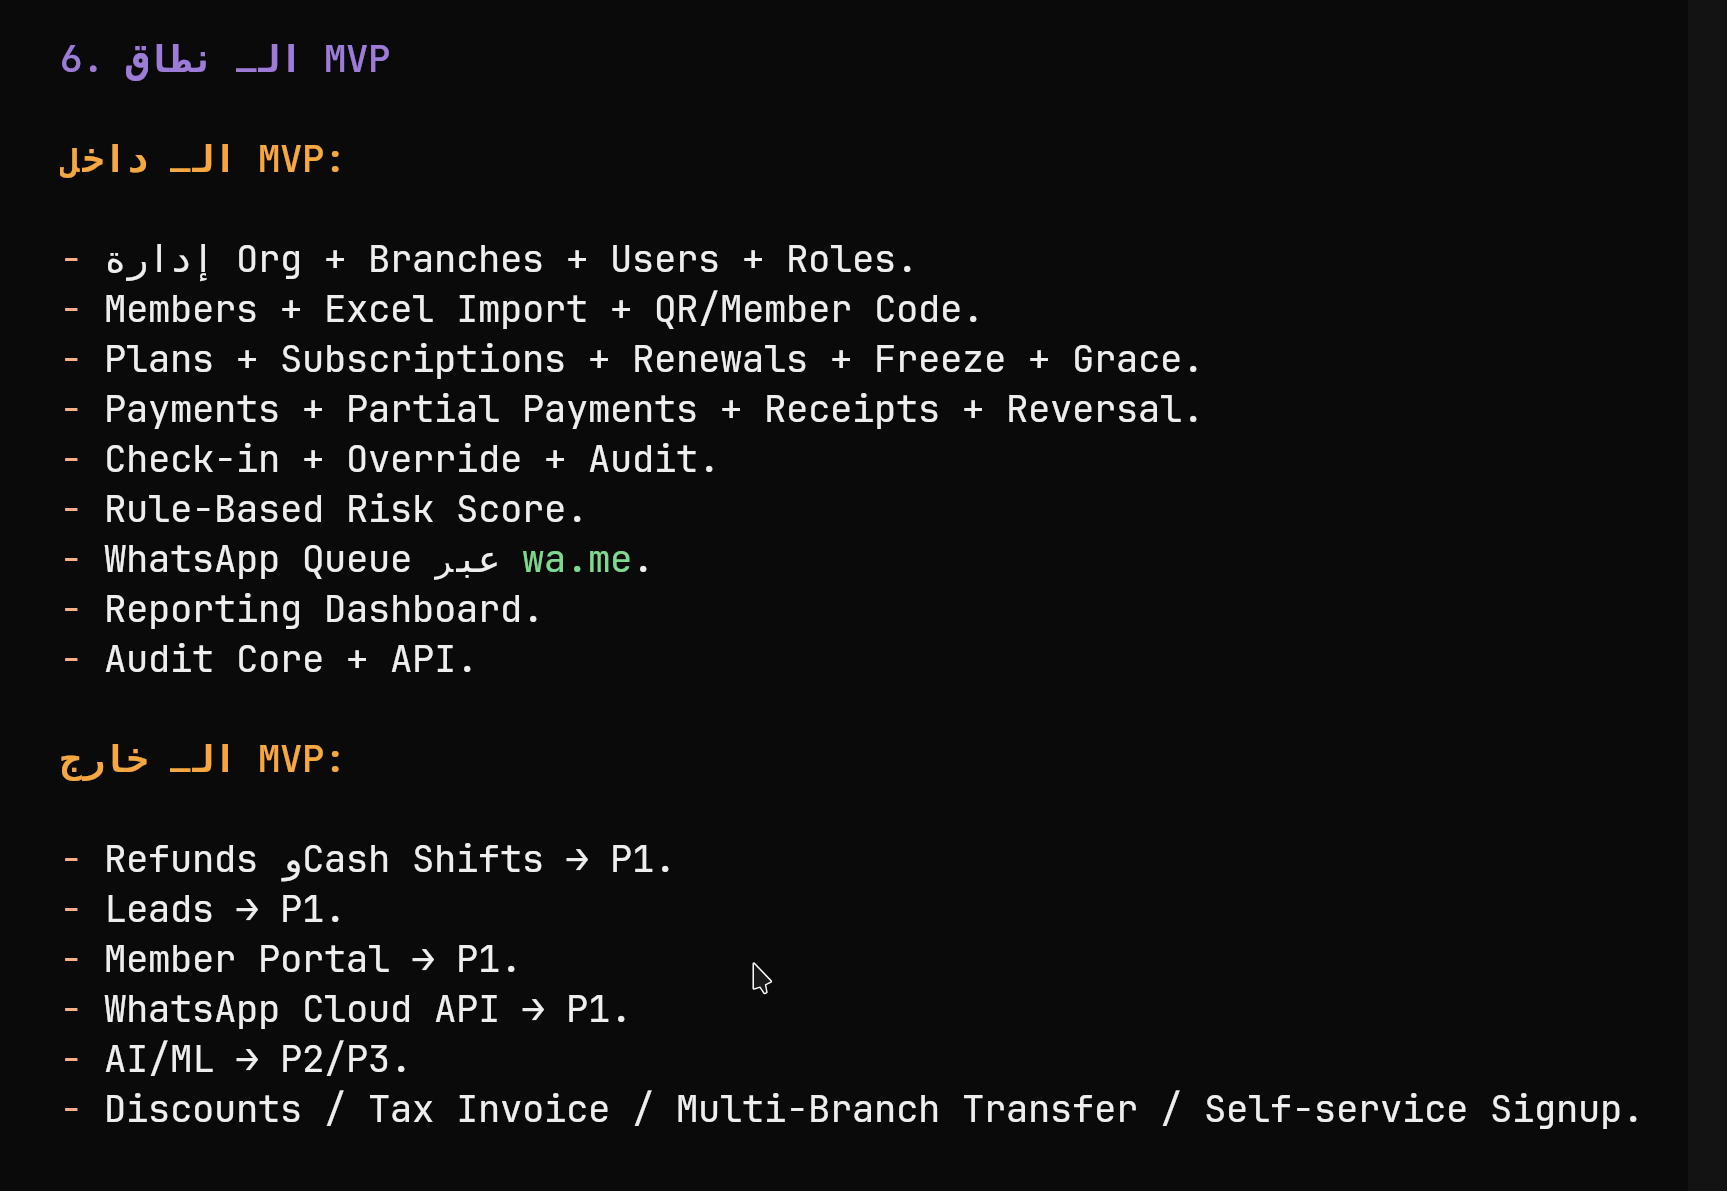 6. نطاق الـ MVP
داخل الـ MVP:
- إدارة Org + Branches + Users + Roles.
- Members + Excel Import + QR/Member Code.
- Plans + Subscriptions + Renewals + Freeze + Grace.
- Payments + Partial Payments + Receipts + Reversal.
- Check-in + Override + Audit.
- Rule-Based Risk Score.
- WhatsApp Queue عبر wa.me.
- Reporting Dashboard.
- Audit Core + API.
خارج الـ MVP:
- Refunds وCash Shifts → P1.
- Leads → P1.
- Member Portal → P1.
- WhatsApp Cloud API → P1.
- AI/ML → P2/P3.
- Discounts / Tax Invoice / Multi-Branch Transfer / Self-service Signup.